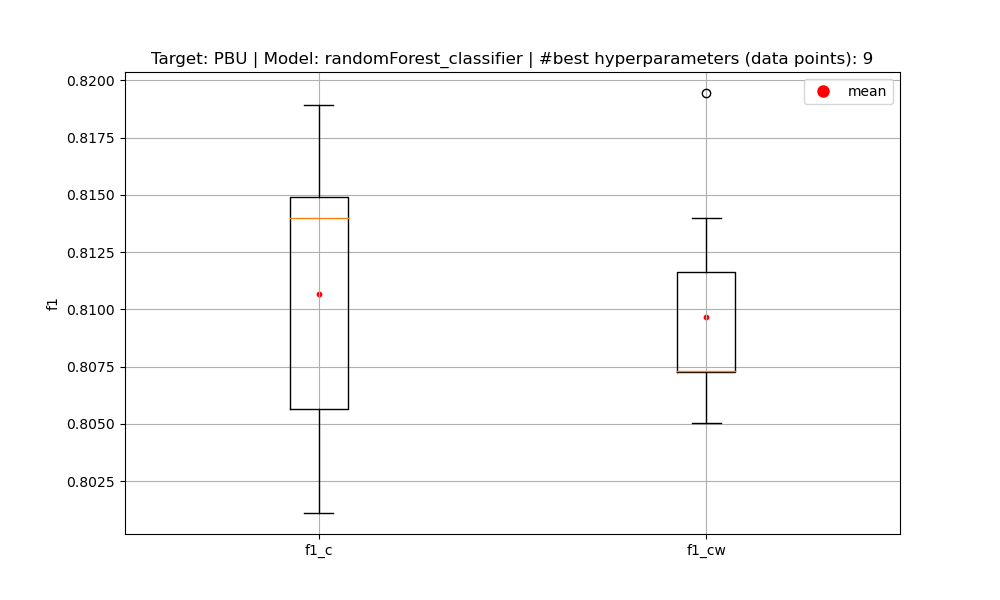 Target: PBU | Model: randomForest_classifier | #best hyperparameters (data points): 9
mean
0.8200
0.8175
0.8150
0.8125
0.8100
0.8075
0.8050
0.8025
f1
f1_c
f1_cw